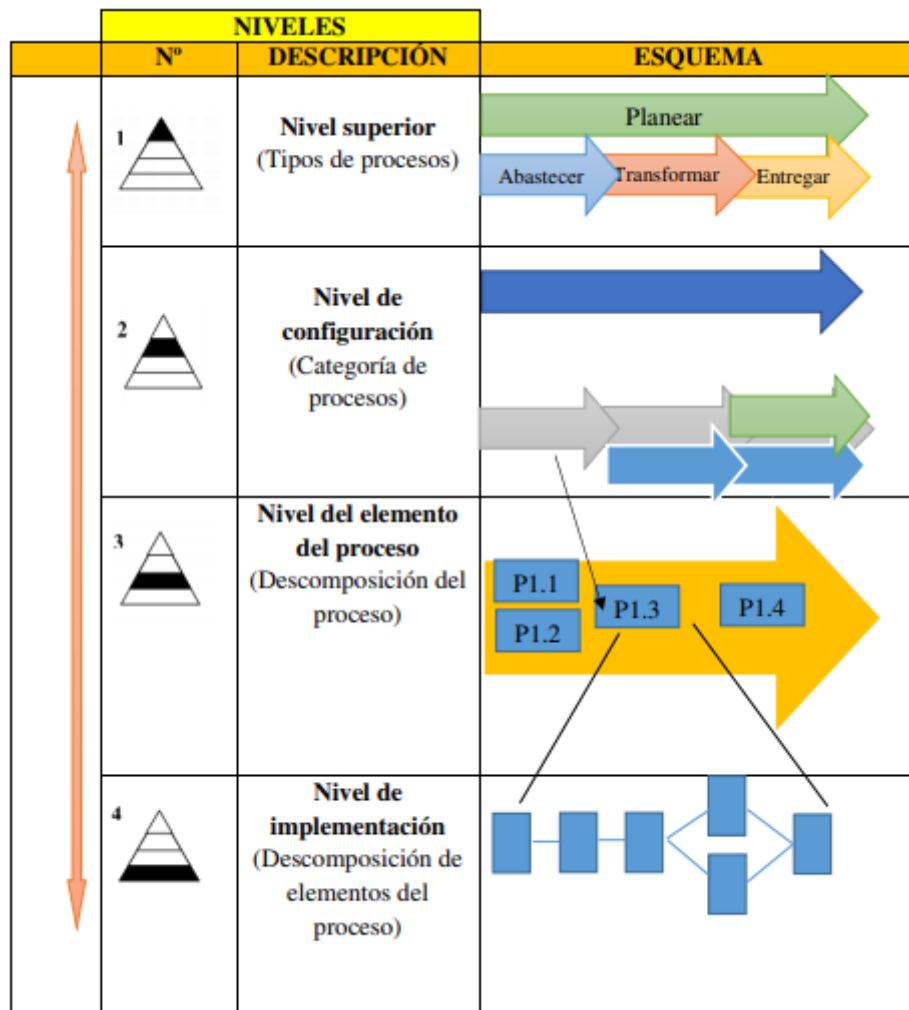 NIVELES
Nº DESCRIPCIÓN ESQUEMA
1
Nivel superior
(Tipos de procesos)
Planear
Abastecer Transformar Entregar
2
Nivel de
configuración
(Categoría de
procesos)
3
Nivel del elemento
del proceso
(Descomposición del
proceso)
P1.1
P1.2
P1.3
P1.4
4
Nivel de
implementación
(Descomposición de
elementos del
proceso)